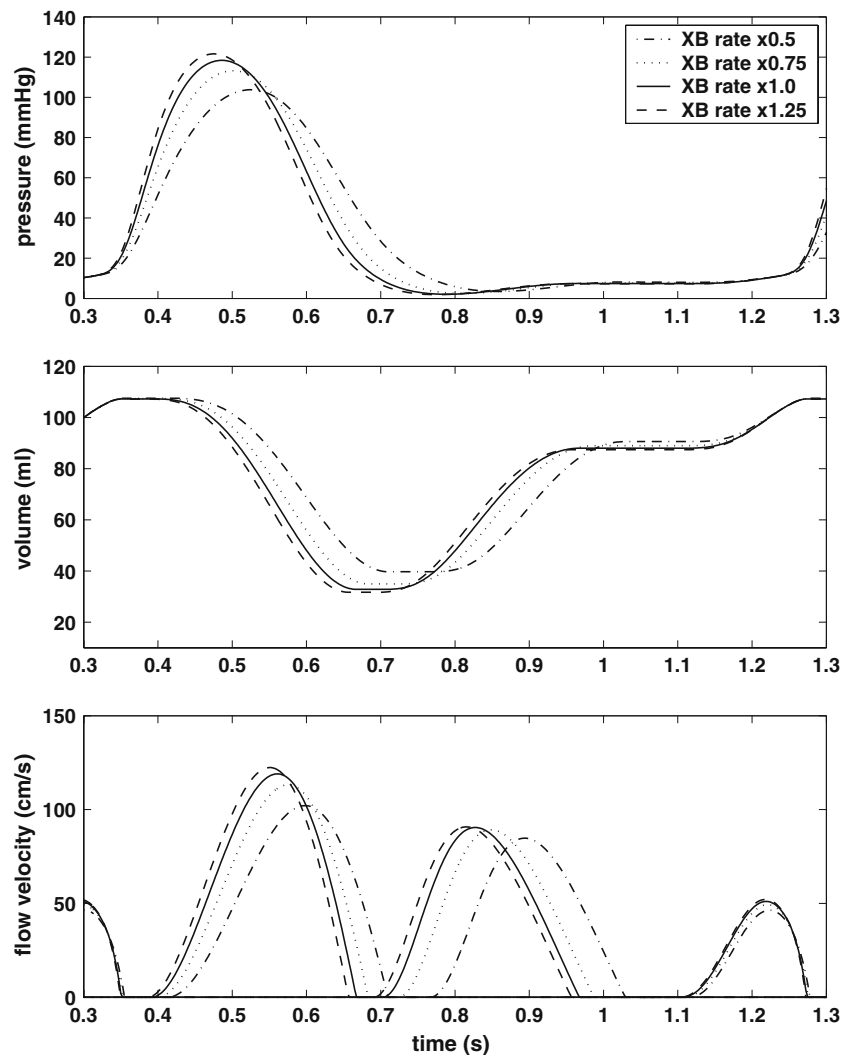 140
120
100
80
60
40
20
0
pressure (mmHg)
XB rate x0.5
XB rate x0.75
XB rate x1.0
XB rate x1.25
0.3 0.4 0.5 0.6 0.7 0.8 0.9 1 1.1 1.2 1.3
120
100
80
60
40
20
volume (ml)
0.3 0.4 0.5 0.6 0.7 0.8 0.9 1 1.1 1.2 1.3
150
100
50
0
flow velocity (cm/s)
0.3 0.4 0.5 0.6 0.7 0.8 0.9 1 1.1 1.2 1.3
time (s)